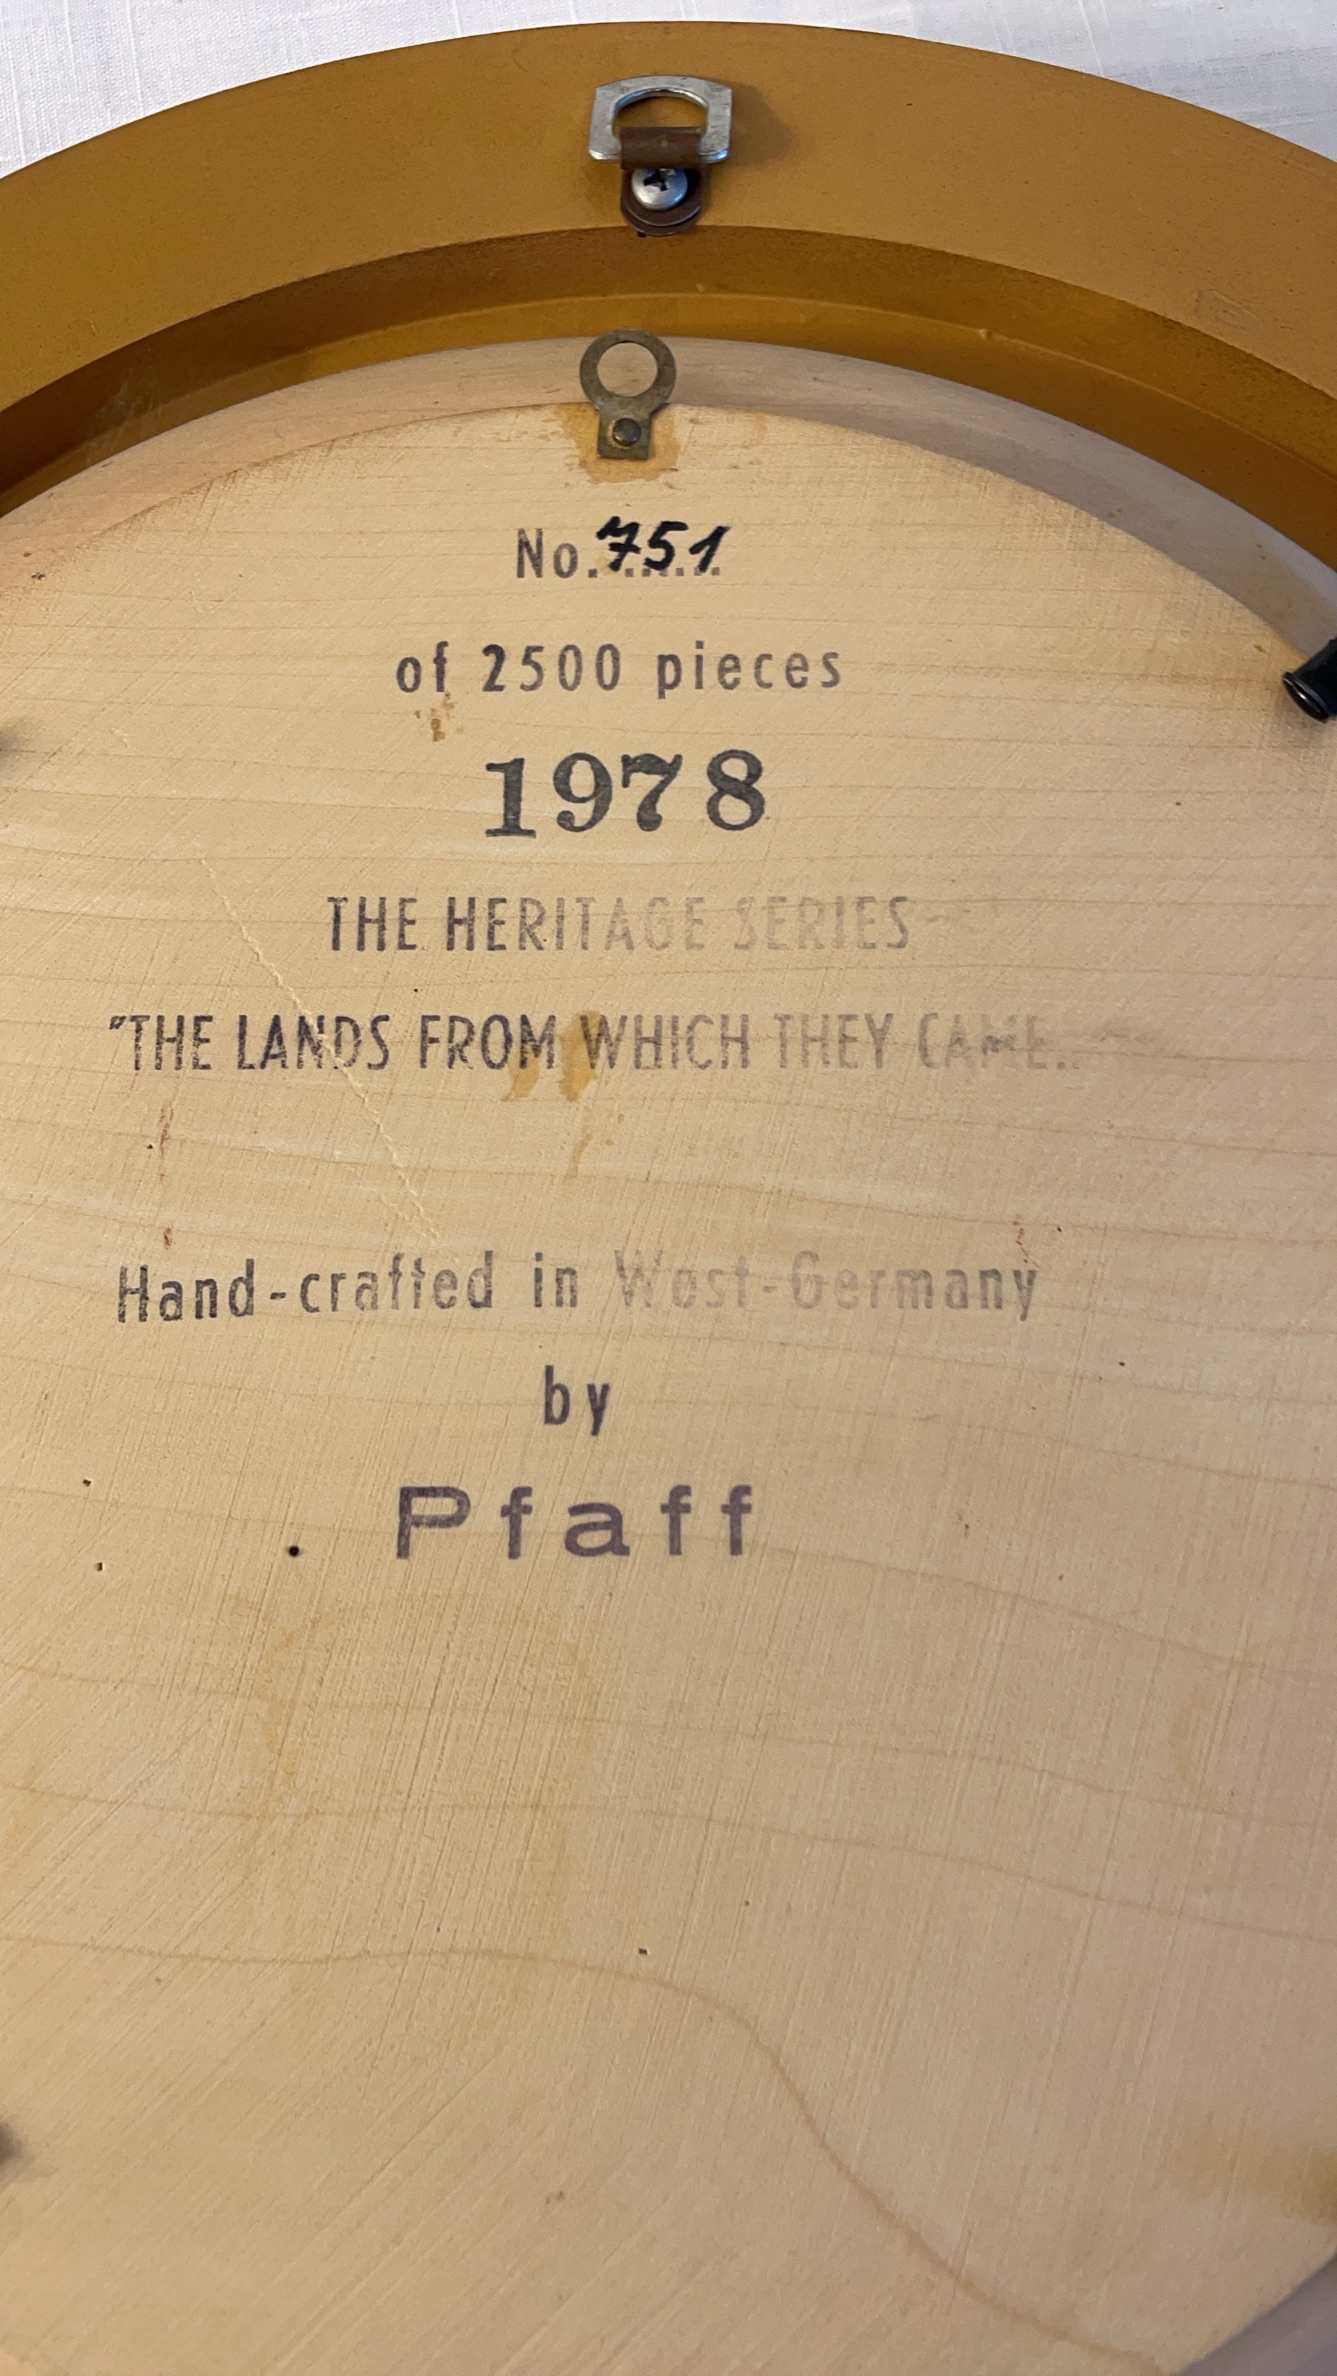 No. 751
of 2500 pieces
1978
THE HERITAGE SERIES
"THE LANDS FROM WHICH THEY CAME..
Hand-crafted in West-Germany
by
Pfaff